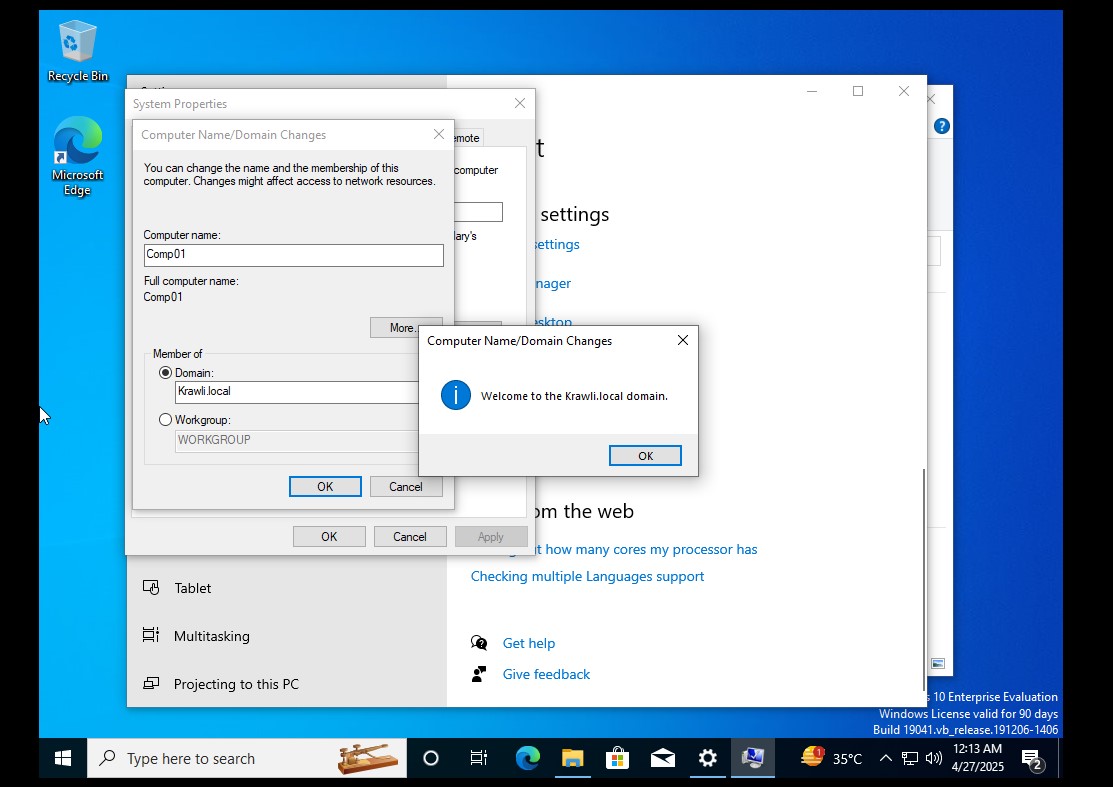 Recycle Bin
Microsoft
Edge
System Properties
emote
computer
lary's
Computer Name/Domain Changes
You can change the name and the membership of this
computer. Changes might affect access to network resources.
Computer name:
Comp01
Full computer name:
Comp01
More...
Member of
Domain:
Krawli.local
Workgroup:
WORKGROUP
OK
Cancel
OK
Cancel
Apply
Computer Name/Domain Changes
Welcome to the Krawli.local domain.
OK
t
settings
settings
nager
esktop
om the web
t how many cores my processor has
Checking multiple Languages support
Get help
Give feedback
Tablet
Multitasking
Projecting to this PC
s 10 Enterprise Evaluation
Windows License valid for 90 days
Build 19041.vb_release.191206-1406
Type here to search
1
35°C
12:13 AM
4/27/2025
2